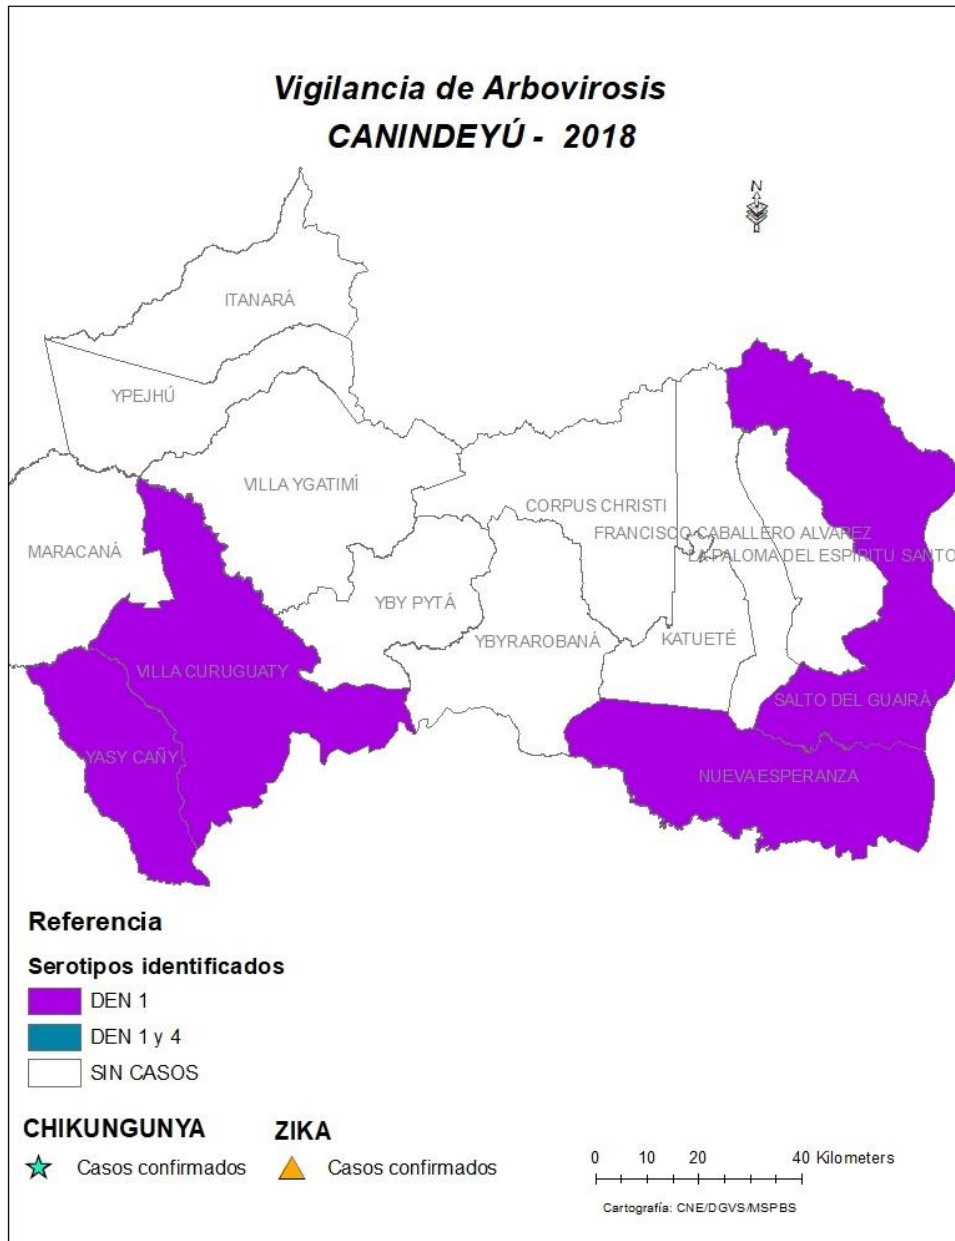 Vigilancia de Arbovirosis
CANINDEYÚ - 2018
N
ITANARÁ
YPEJHÚ
VILLA YGATIMÍ
CORPUS CHRISTI
FRANCISCO CABALLERO ALVAREZ
MARACANÁ
LA PALOMA DEL ESPÍRITU SANTO
YBY PYTÁ
YBYRAROBANÁ
KATUETÉ
VILLA CURUGUATY
SALTO DEL GUAIRÁ
YASY CAÑY
NUEVA ESPERANZA
Referencia
Serotipos identificados
DEN 1
DEN 1 y 4
SIN CASOS
CHIKUNGUNYA ZIKA
Casos confirmados Casos confirmados
0 10 20 40 Kilometers
Cartografía: CNE/DGVS/MSPBS